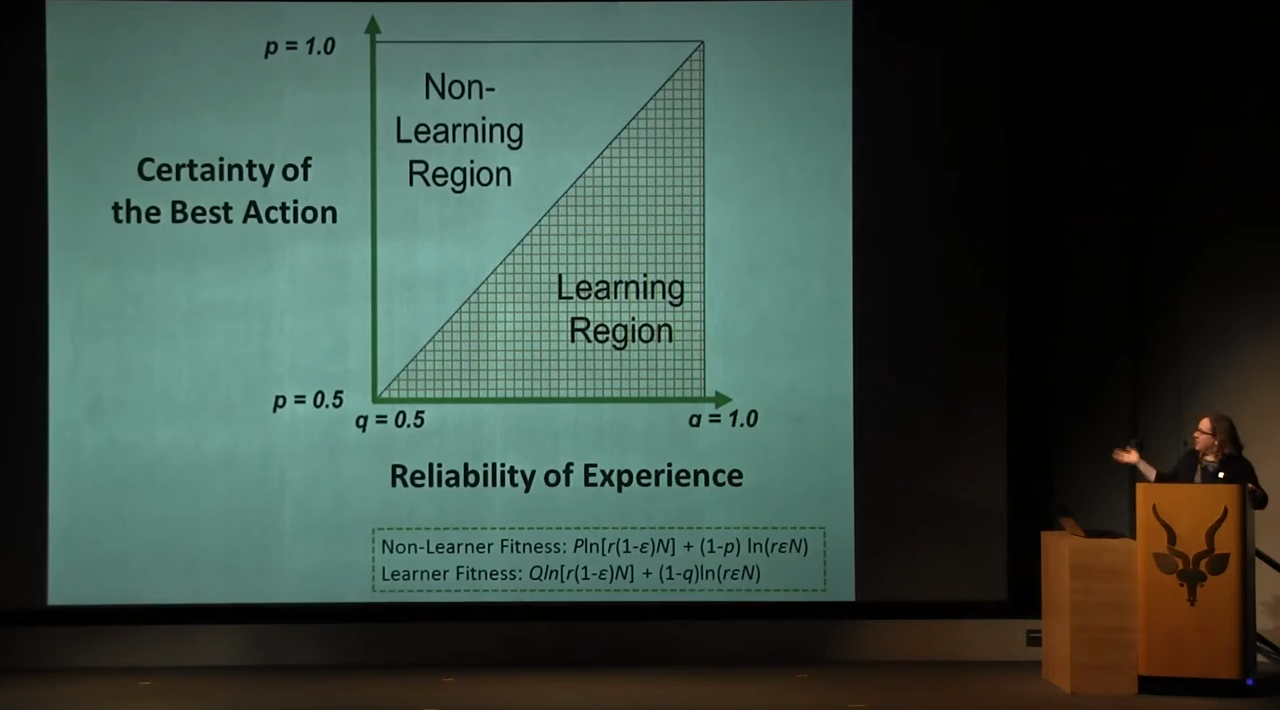 p = 1.0
Non-
Learning
Region
Certainty of
the Best Action
Learning
Region
p = 0.5
q = 0.5
a = 1.0
Reliability of Experience
Non-Learner Fitness: Pln[r(1-ε)N] + (1-p) ln(rεN)
Learner Fitness: Qln[r(1-ε)N] + (1-q)ln(rεN)